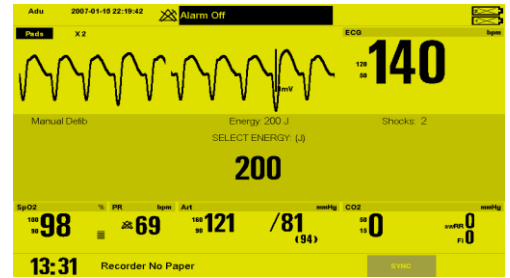 Adu 2007-01-16 22:19:42 Alarm Off
Pads X 2 ECG bpm
120
50
140
1mV
Manual Defib Energy: 200 J Shocks: 2
SELECT ENERGY: (J)
200
SpO2 % PR bpm Art mmHg CO2 mmHg
100
90
98
69
160
90
121 /81
(94)
50
15
0
awRR 0
Fi 0
13:31 Recorder No Paper SYNC